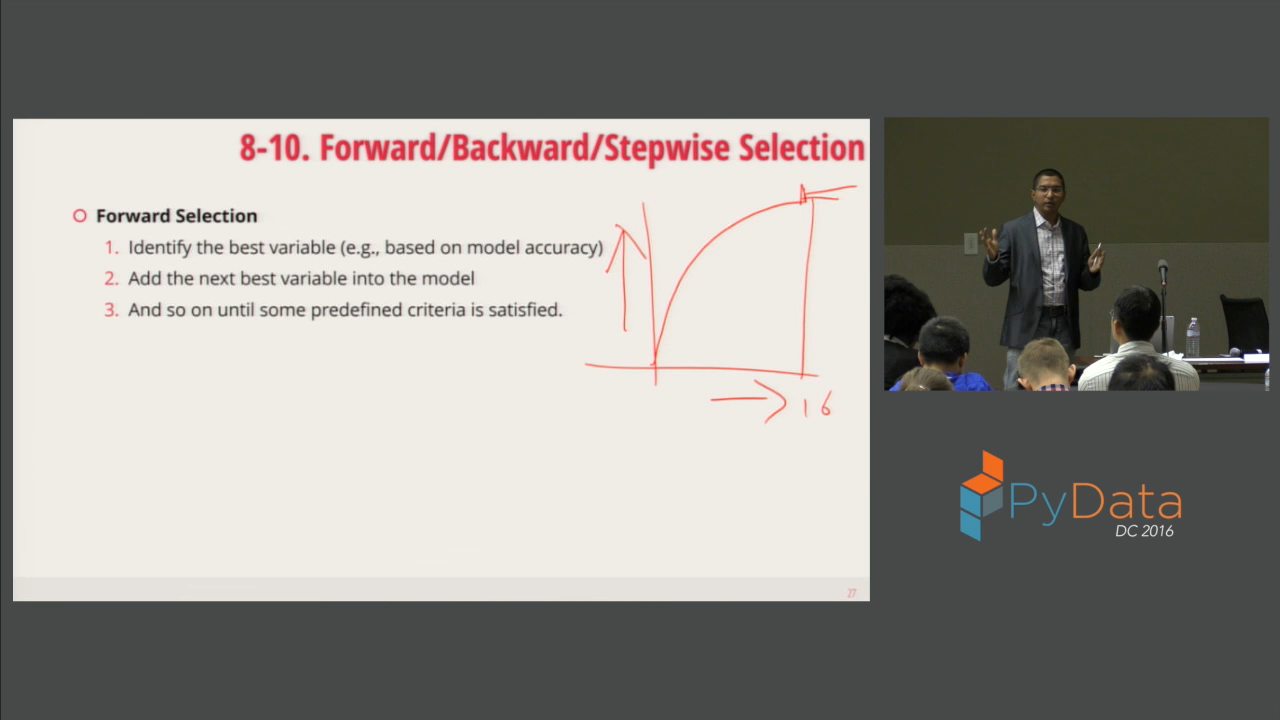 8-10. Forward/Backward/Stepwise Selection
Forward Selection
1. Identify the best variable (e.g., based on model accuracy)
2. Add the next best variable into the model
3. And so on until some predefined criteria is satisfied.
16
27
PyData
DC 2016